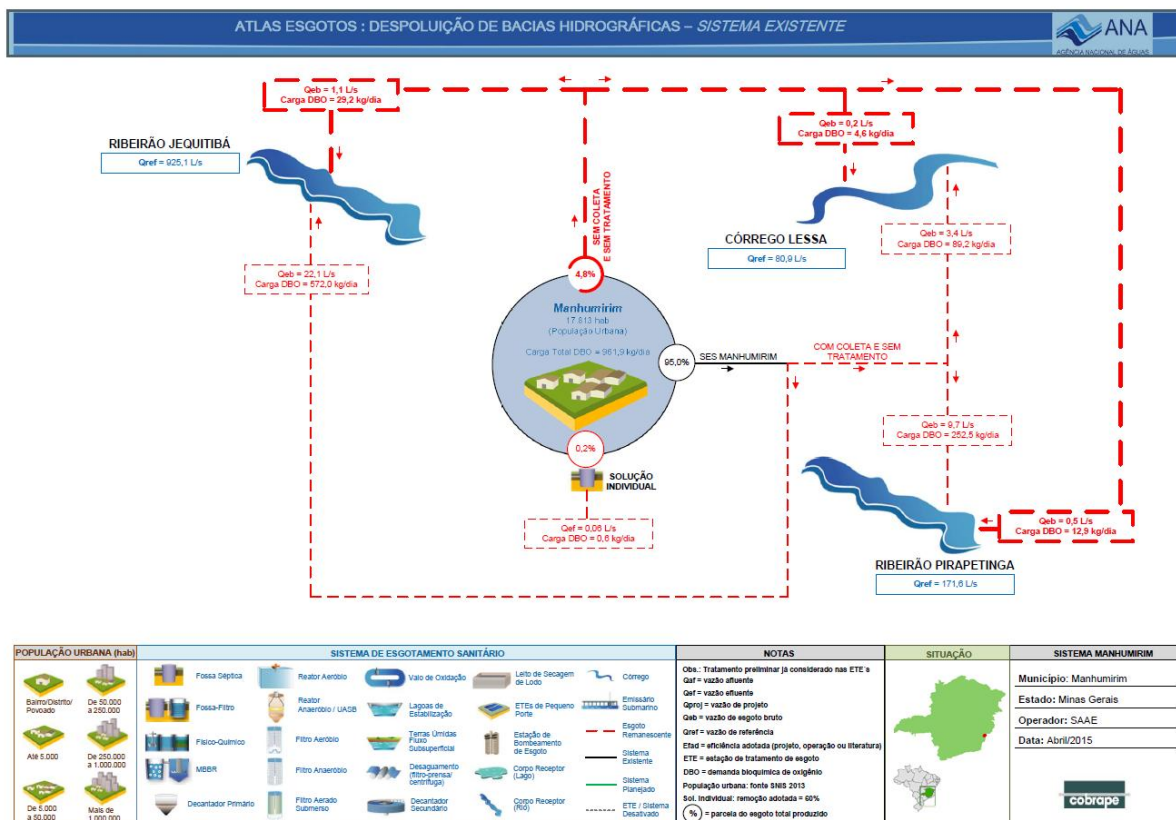 ATLAS ESGOTOS : DESPOLUIÇÃO DE BACIAS HIDROGRÁFICAS – SISTEMA EXISTENTE
ANA
AGÊNCIA NACIONAL DE ÁGUAS
Qeb = 1,1 L/s
Carga DBO = 29,2 kg/dia
RIBEIRÃO JEQUITIBÁ
Qref = 925,1 L/s
Qeb = 0,2 L/s
Carga DBO = 4,6 kg/dia
CÓRREGO LESSA
Qref = 80,9 L/s
SEM COLETA
E SEM TRATAMENTO
Qeb = 3,4 L/s
Carga DBO = 89,2 kg/dia
Qeb = 22,1 L/s
Carga DBO = 572,0 kg/dia
4,8%
Manhumirim
17 813 hab
(População Urbana)
Carga Total DBO = 961,9 kg/dia
95,0%
SES MANHUMIRIM
COM COLETA E SEM
TRATAMENTO
0,2%
SOLUÇÃO
INDIVIDUAL
Qef = 0,06 L/s
Carga DBO = 0,6 kg/dia
Qeb = 9,7 L/s
Carga DBO = 252,5 kg/dia
Qeb = 0,5 L/s
Carga DBO = 12,9 kg/dia
RIBEIRÃO PIRAPETINGA
Qref = 171,6 L/s
POPULAÇÃO URBANA (hab)
Bairro/Distrito/
Povoado
De 50.000
a 250.000
Até 5.000
De 250.000
a 1.000.000
De 5.000
a 50.000
Mais de
1.000.000
SISTEMA DE ESGOTAMENTO SANITÁRIO
Fossa Séptica
Fossa-Filtro
Físico-Químico
MBBR
Decantador Primário
Reator Aeróbio
Reator
Anaeróbio / UASB
Filtro Aeróbio
Filtro Anaeróbio
Filtro Aerado
Submerso
Valo de Oxidação
Lagoas de
Estabilização
Terras Úmidas
Fluxo
Subsuperficial
Desaguamento
(filtro-prensa/
centrífuga)
Decantador
Secundário
Leito de Secagem
de Lodo
ETEs de Pequeno
Porte
Estação de
Bombeamento
de Esgoto
Corpo Receptor
(Lago)
Corpo Receptor
(Rio)
Córrego
Emissário
Submarino
Esgoto
Remanescente
Sistema
Existente
Sistema
Planejado
ETE / Sistema
Desativado
NOTAS
Obs.: Tratamento preliminar já considerado nas ETE´s
Qaf = vazão afluente
Qef = vazão efluente
Qproj = vazão de projeto
Qeb = vazão de esgoto bruto
Qref = vazão de referência
Efad = eficiência adotada (projeto, operação ou literatura)
ETE = estação de tratamento de esgoto
DBO = demanda bioquímica de oxigênio
População urbana: fonte SNIS 2013
Sol. Individual: remoção adotada = 60%
% = parcela do esgoto total produzido
SITUAÇÃO
SISTEMA MANHUMIRIM
Município: Manhumirim
Estado: Minas Gerais
Operador: SAAE
Data: Abril/2015
cobrape